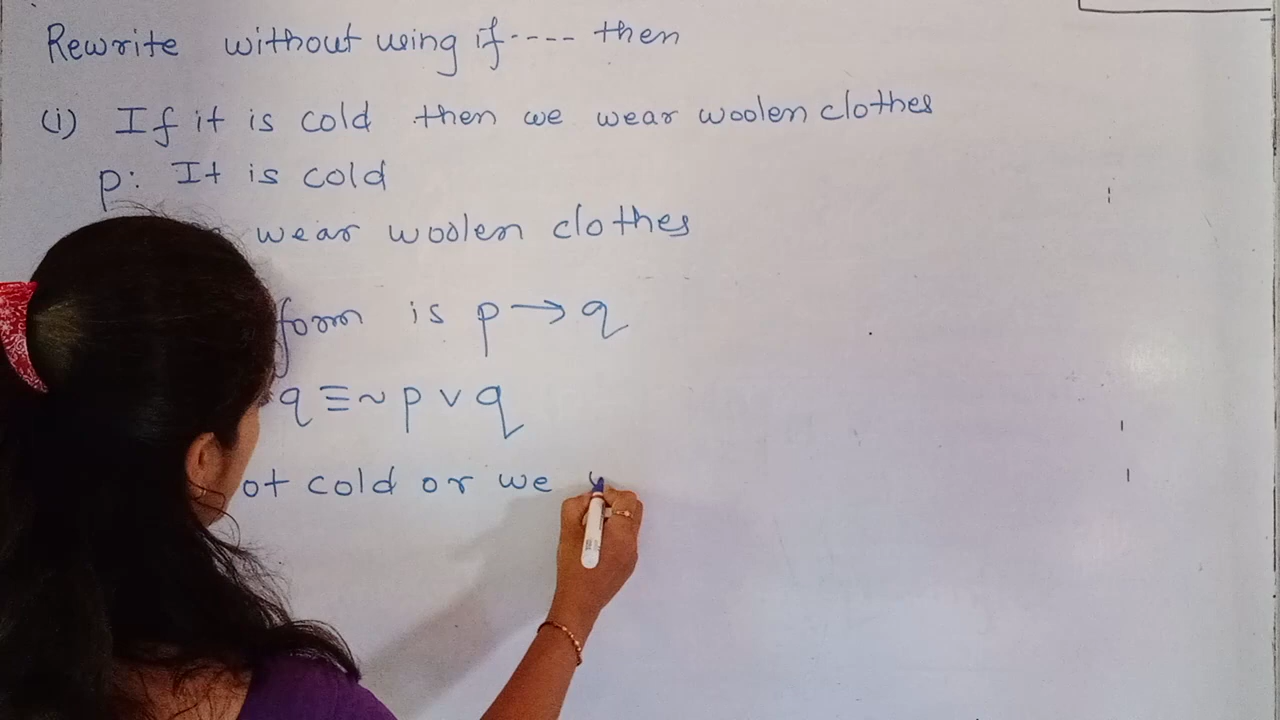 Rewrite without using if---- then
(i) If it is cold then we wear woolen clothes
p: It is cold
wear woolen clothes
form is p → q
q ≡ ~ p ∨ q
ot cold or we